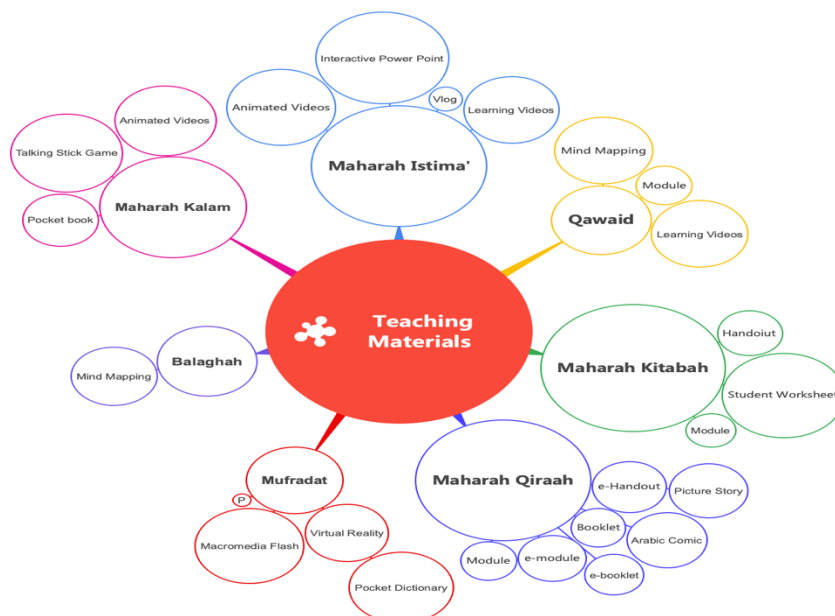 Interactive Power Point
Animated Videos
Vlog
Learning Videos
Maharah Istima'
Animated Videos
Talking Stick Game
Pocket book
Maharah Kalam
Mind Mapping
Module
Qawaid
Learning Videos
Teaching
Materials
Balaghah
Mind Mapping
Maharah Kitabah
Handoiut
Student Worksheet
Module
Mufradat
P
Macromedia Flash
Virtual Reality
Pocket Dictionary
Maharah Qiraah
e-Handout
Picture Story
Booklet
Arabic Comic
Module
e-module
e-booklet